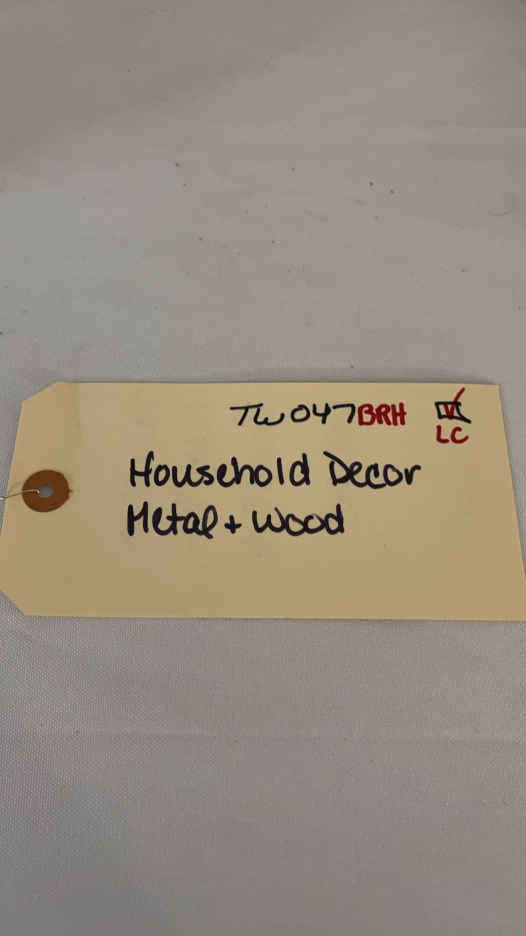 TW047BRH
LC
Household Decor
Metal + Wood